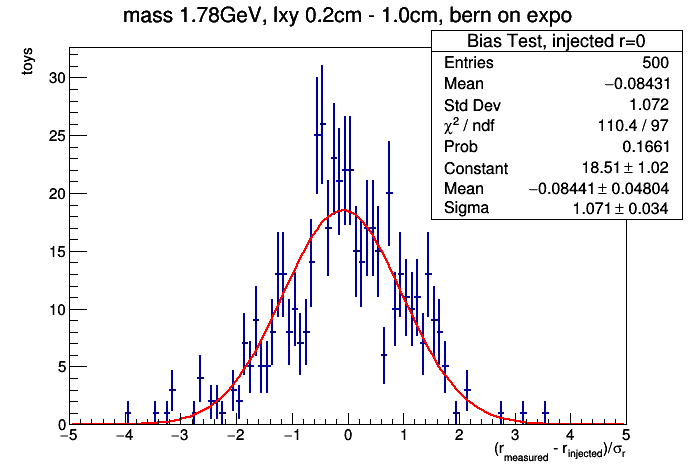 mass 1.78GeV, lxy 0.2cm - 1.0cm, bern on expo
Bias Test, injected r=0
Entries 500
Mean −0.08431
Std Dev 1.072
χ² / ndf 110.4 / 97
Prob 0.1661
Constant 18.51 ± 1.02
Mean −0.08441 ± 0.04804
Sigma 1.071 ± 0.034
toys
30
25
20
15
10
5
0
−5 −4 −3 −2 −1 0 1 2 3 4 5
(r_measured - r_injected)/σ_r